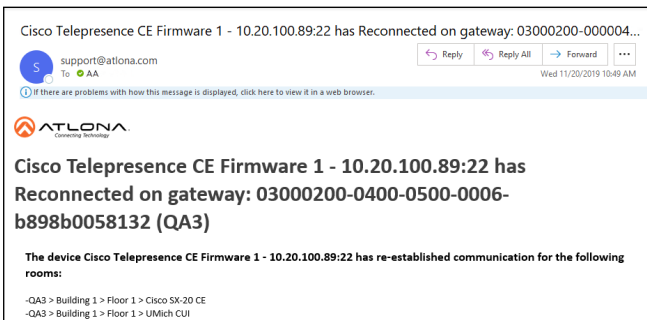 Cisco Telepresence CE Firmware 1 - 10.20.100.89:22 has Reconnected on gateway: 03000200-000004...
S
support@atlona.com
To AA
Reply
Reply All
Forward
...
Wed 11/20/2019 10:49 AM
If there are problems with how this message is displayed, click here to view it in a web browser.
ATLONA.
Connecting Technology
Cisco Telepresence CE Firmware 1 - 10.20.100.89:22 has
Reconnected on gateway: 03000200-0400-0500-0006-
b898b0058132 (QA3)
The device Cisco Telepresence CE Firmware 1 - 10.20.100.89:22 has re-established communication for the following
rooms:
-QA3 > Building 1 > Floor 1 > Cisco SX-20 CE
-QA3 > Building 1 > Floor 1 > UMich CUI